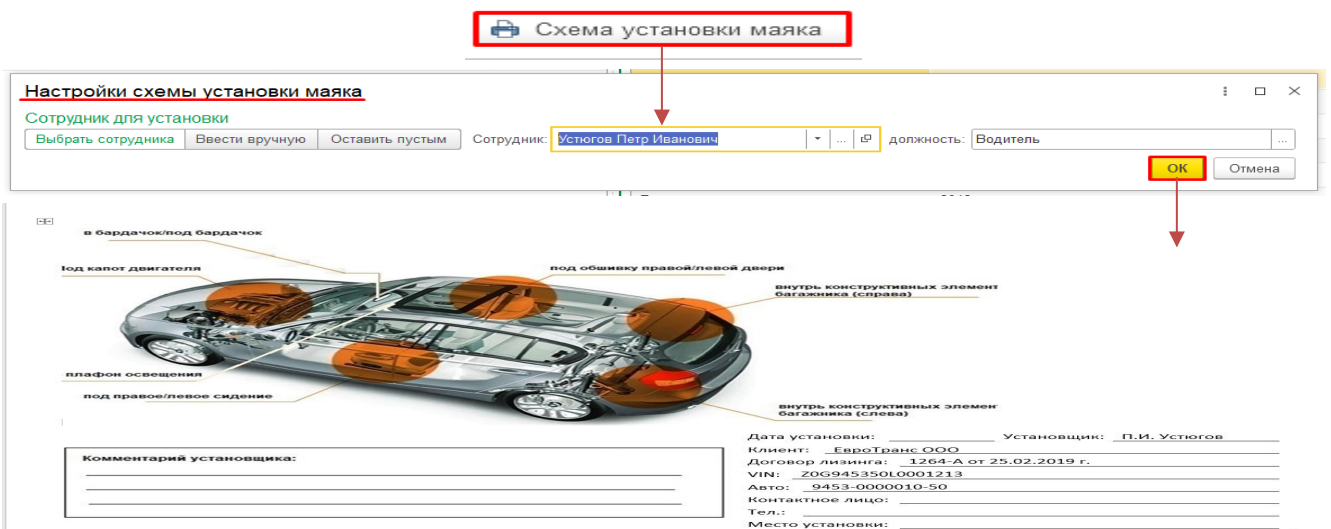 Схема установки маяка
Настройки схемы установки маяка
Сотрудник для установки
Выбрать сотрудника Ввести вручную Оставить пустым Сотрудник: Устюгов Петр Иванович ... должность: Водитель ...
ОК Отмена
в бардачок/под бардачок
под обшивку правой/левой двери
Iод капот двигателя
внутрь конструктивных элемент
багажника (справа)
плафон освещения
под правое/левое сидение
внутрь конструктивных элемен
багажника (слева)
Дата установки: Установщик: П.И. Устюгов
Клиент: ЕвроТранс ООО
Комментарий установщика:
Договор лизинга: 1264-А от 25.02.2019 г.
VIN: Z0G945350L0001213
Авто: 9453-0000010-50
Контактное лицо:
Тел.:
Место установки: